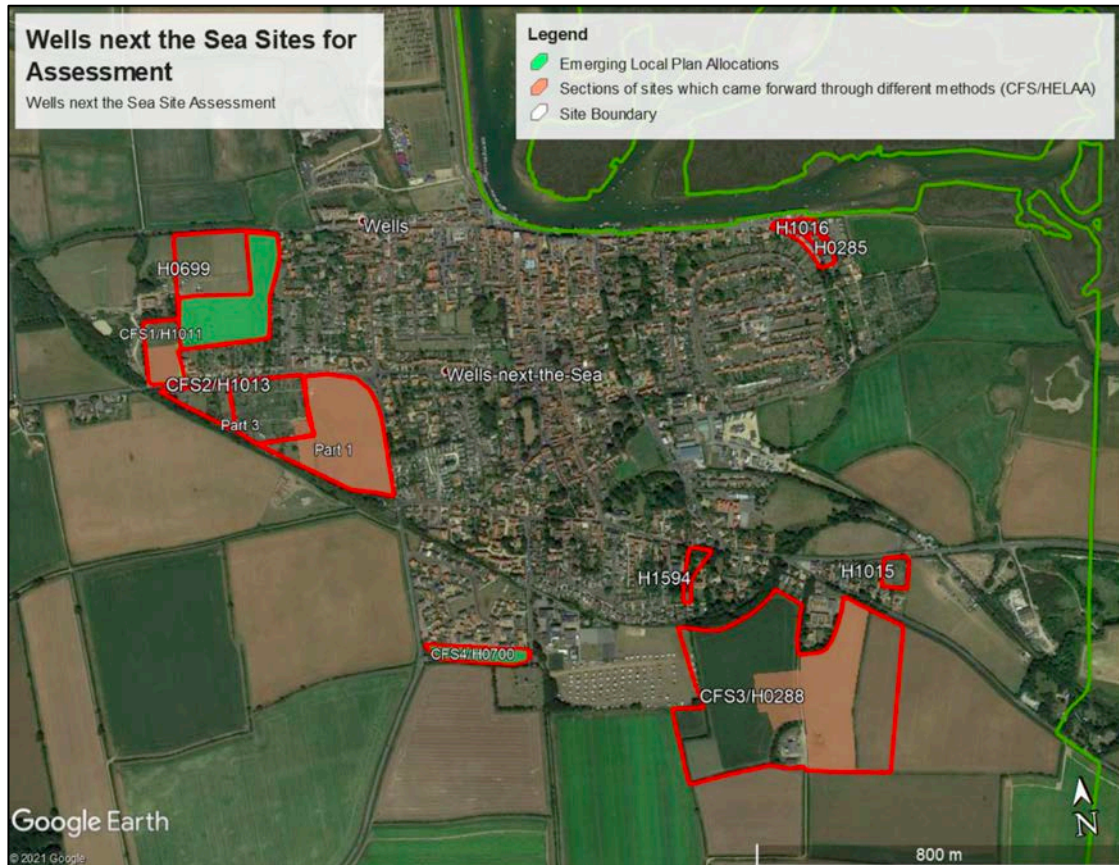 Wells next the Sea Sites for
Assessment
Wells next the Sea Site Assessment
Legend
Emerging Local Plan Allocations
Sections of sites which came forward through different methods (CFS/HELAA)
Site Boundary
Wells
H1016
H0285
H0699
CFS1/H1011
CFS2/H1013
Wells-next-the-Sea
Part 3
Part 1
H1594
H1015
CFS4/H0700
CFS3/H0288
Google Earth
© 2021 Google
N
800 m